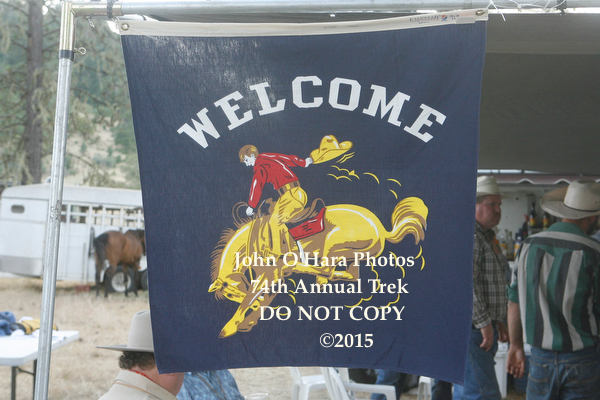 WELCOME
John O'Hara Photos
74th Annual Trek
DO NOT COPY
©2015